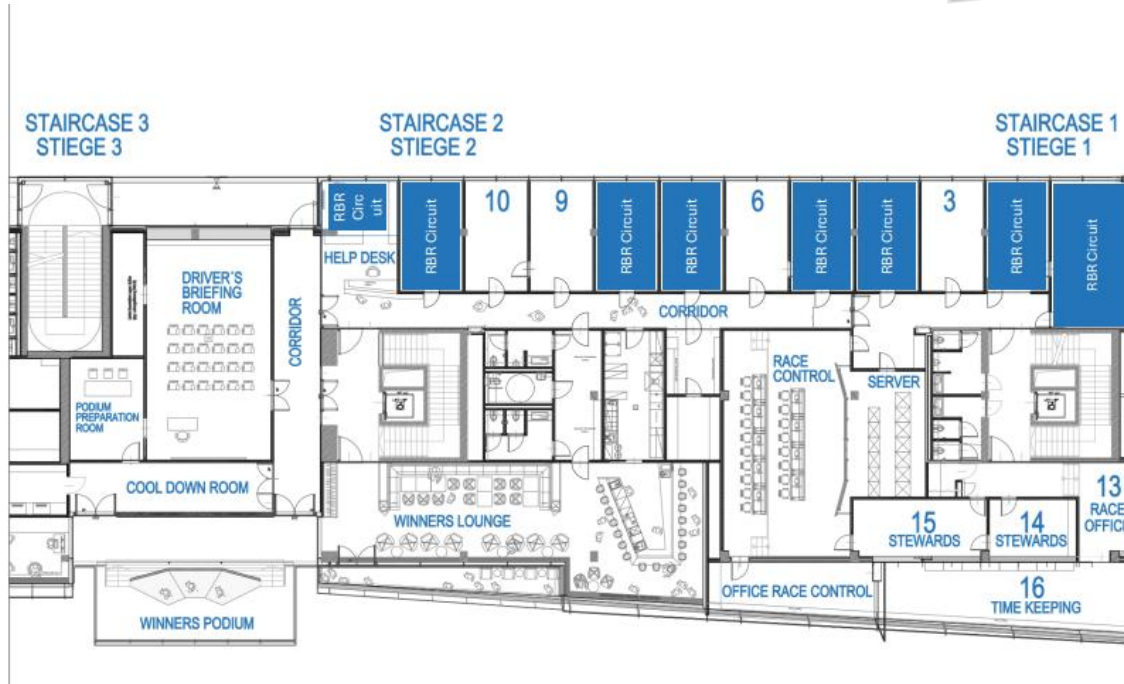 STAIRCASE 3
STIEGE 3
STAIRCASE 2
STIEGE 2
STAIRCASE 1
STIEGE 1
RBR
Circ
uit
RBR Circuit
10
9
RBR Circuit
RBR Circuit
6
RBR Circuit
RBR Circuit
3
RBR Circuit
RBR Circuit
HELP DESK
DRIVER´S
BRIEFING
ROOM
CORRIDOR
CORRIDOR
RACE
CONTROL
SERVER
PODIUM
PREPARATION
ROOM
COOL DOWN ROOM
WINNERS LOUNGE
13
RACE
OFFICE
15
STEWARDS
14
STEWARDS
OFFICE RACE CONTROL
16
TIME KEEPING
WINNERS PODIUM